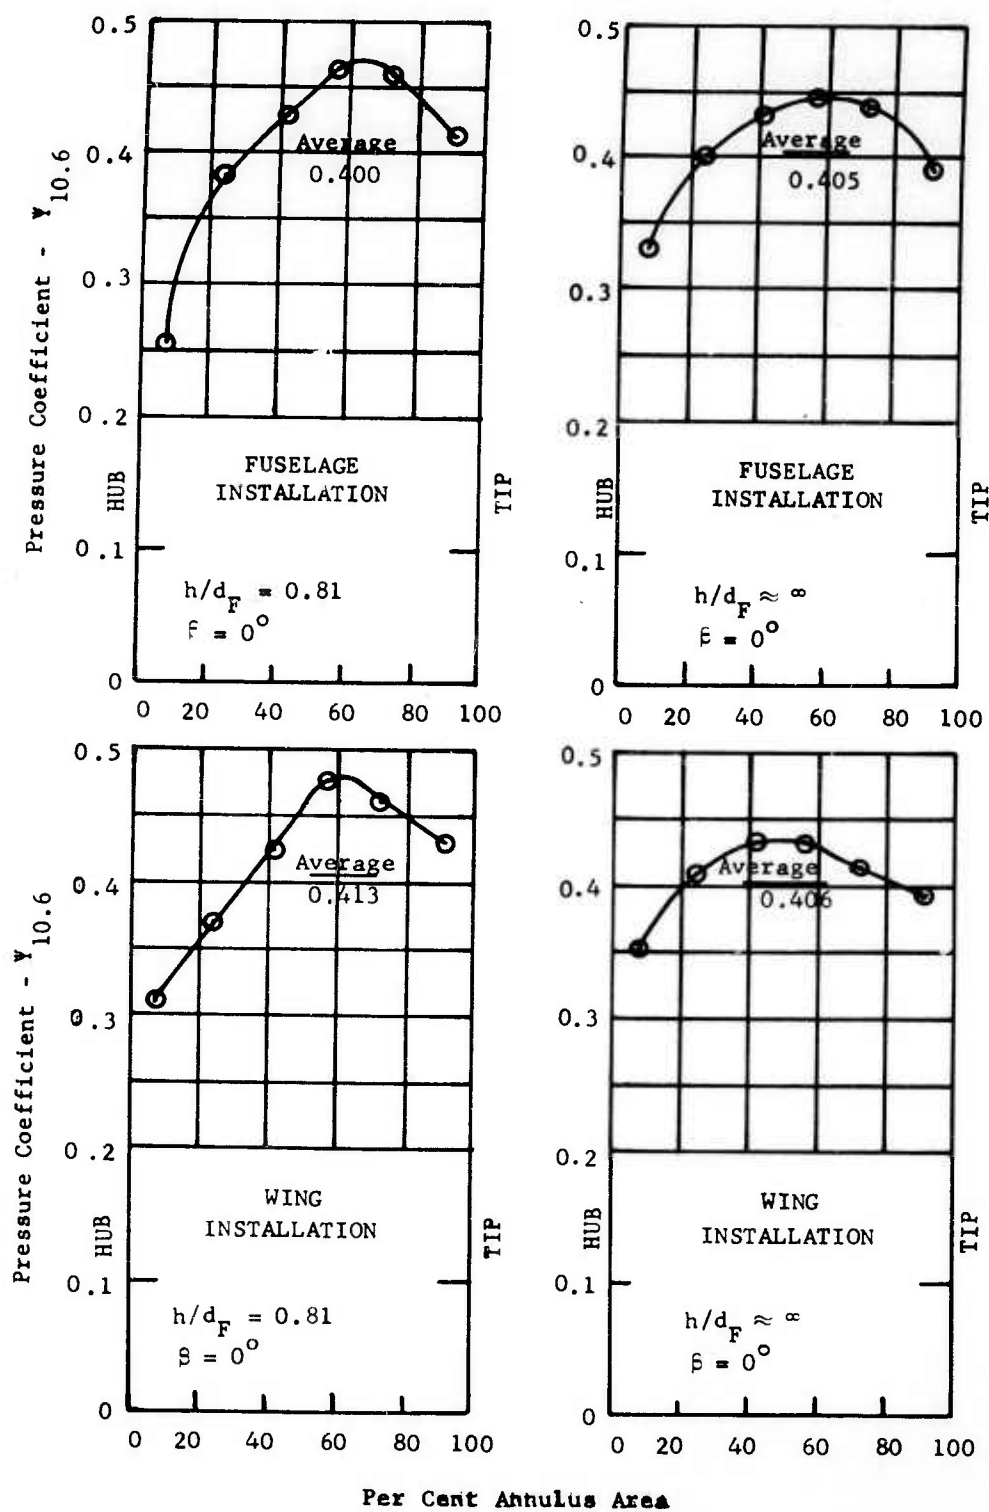 0.5
0.4
0.3
0.2
0.1
0
Pressure Coefficient - Ψ10.6
Average
0.400
HUB
TIP
FUSELAGE
INSTALLATION
h/dF = 0.81
β = 0°
0 20 40 60 80 100
0.5
0.4
0.3
0.2
0.1
0
Average
0.405
HUB
TIP
FUSELAGE
INSTALLATION
h/dF ≈ ∞
β = 0°
0 20 40 60 80 100
0.5
0.4
0.3
0.2
0.1
0
Pressure Coefficient - Ψ10.6
Average
0.413
HUB
TIP
WING
INSTALLATION
h/dF = 0.81
β = 0°
0 20 40 60 80 100
0.5
0.4
0.3
0.2
0.1
0
Average
0.406
HUB
TIP
WING
INSTALLATION
h/dF ≈ ∞
β = 0°
0 20 40 60 80 100
Per Cent Annulus Area